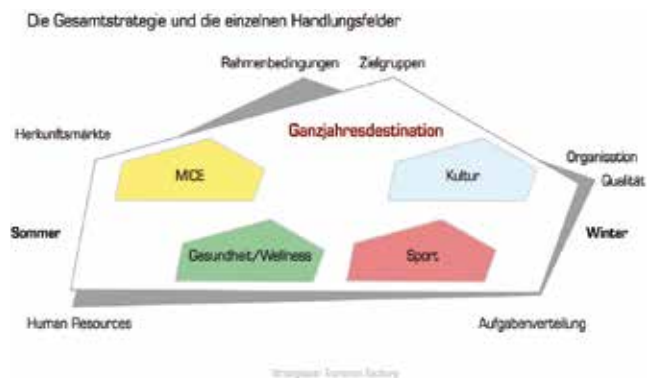 Die Gesamtstrategie und die einzelnen Handlungsfelder
Rahmenbedingungen
Zielgruppen
Herkunftsmärkte
Ganzjahresdestination
Organisation
MICE
Kultur
Qualität
Sommer
Winter
Gesundheit/Wellness
Sport
Human Resources
Aufgabenverteilung